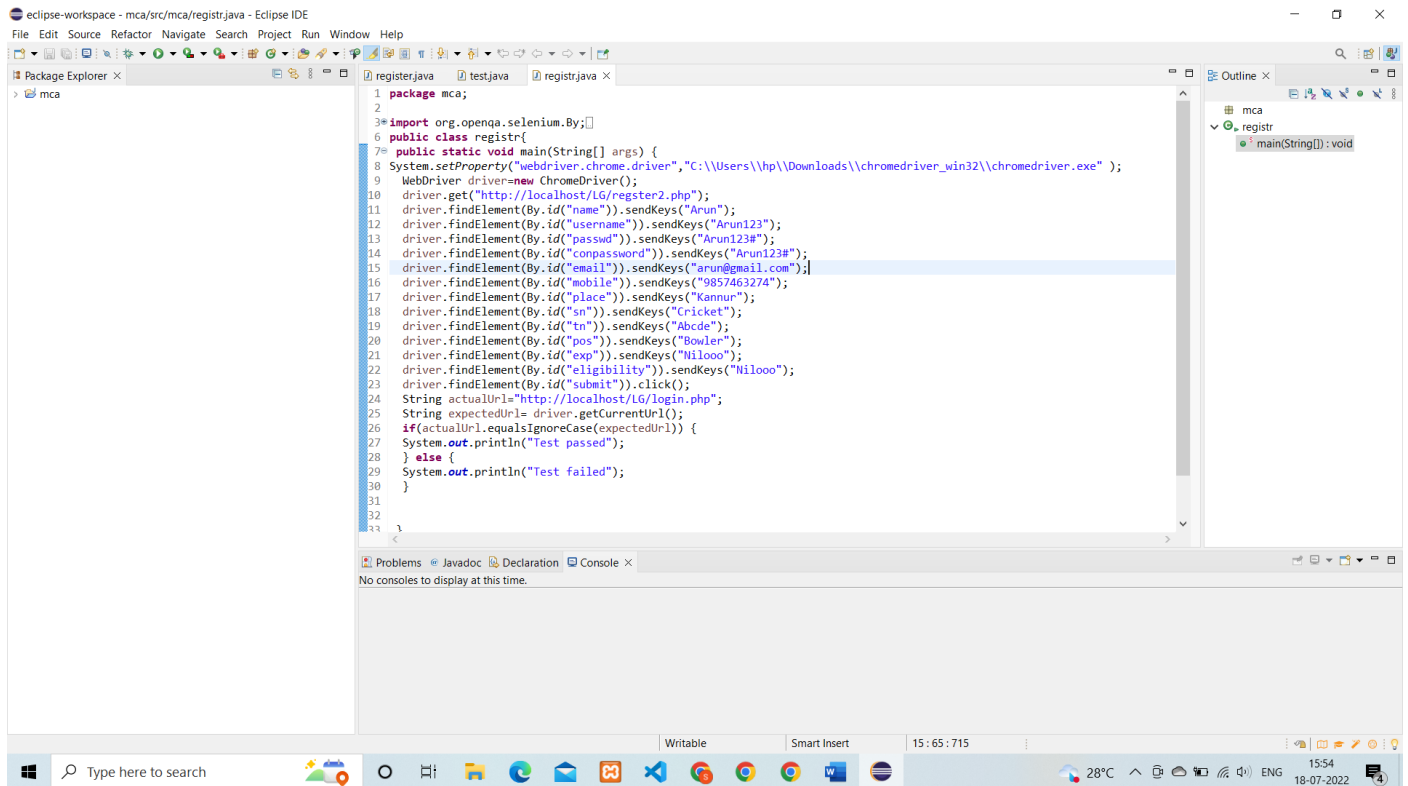 eclipse-workspace - mca/src/mca/registr.java - Eclipse IDE
File Edit Source Refactor Navigate Search Project Run Window Help
Package Explorer
register.java test.java registr.java
Outline
mca
1 package mca;
2
3 import org.openqa.selenium.By;
6 public class registr{
7 public static void main(String[] args) {
8 System.setProperty("webdriver.chrome.driver","C:\\Users\\hp\\Downloads\\chromedriver_win32\\chromedriver.exe" );
9 WebDriver driver=new ChromeDriver();
10 driver.get("http://localhost/LG/regster2.php");
11 driver.findElement(By.id("name")).sendKeys("Arun");
12 driver.findElement(By.id("username")).sendKeys("Arun123");
13 driver.findElement(By.id("passwd")).sendKeys("Arun123#");
14 driver.findElement(By.id("conpassword")).sendKeys("Arun123#");
15 driver.findElement(By.id("email")).sendKeys("arun@gmail.com");
16 driver.findElement(By.id("mobile")).sendKeys("9857463274");
17 driver.findElement(By.id("place")).sendKeys("Kannur");
18 driver.findElement(By.id("sn")).sendKeys("Cricket");
19 driver.findElement(By.id("tn")).sendKeys("Abcde");
20 driver.findElement(By.id("pos")).sendKeys("Bowler");
21 driver.findElement(By.id("exp")).sendKeys("Nilooo");
22 driver.findElement(By.id("eligibility")).sendKeys("Nilooo");
23 driver.findElement(By.id("submit")).click();
24 String actualUrl="http://localhost/LG/login.php";
25 String expectedUrl= driver.getCurrentUrl();
26 if(actualUrl.equalsIgnoreCase(expectedUrl)) {
27 System.out.println("Test passed");
28 } else {
29 System.out.println("Test failed");
30 }
31
32
33 }
mca
registr
main(String[]) : void
Problems Javadoc Declaration Console
No consoles to display at this time.
Writable Smart Insert 15 : 65 : 715
Type here to search
28°C ENG 15:54
18-07-2022
4